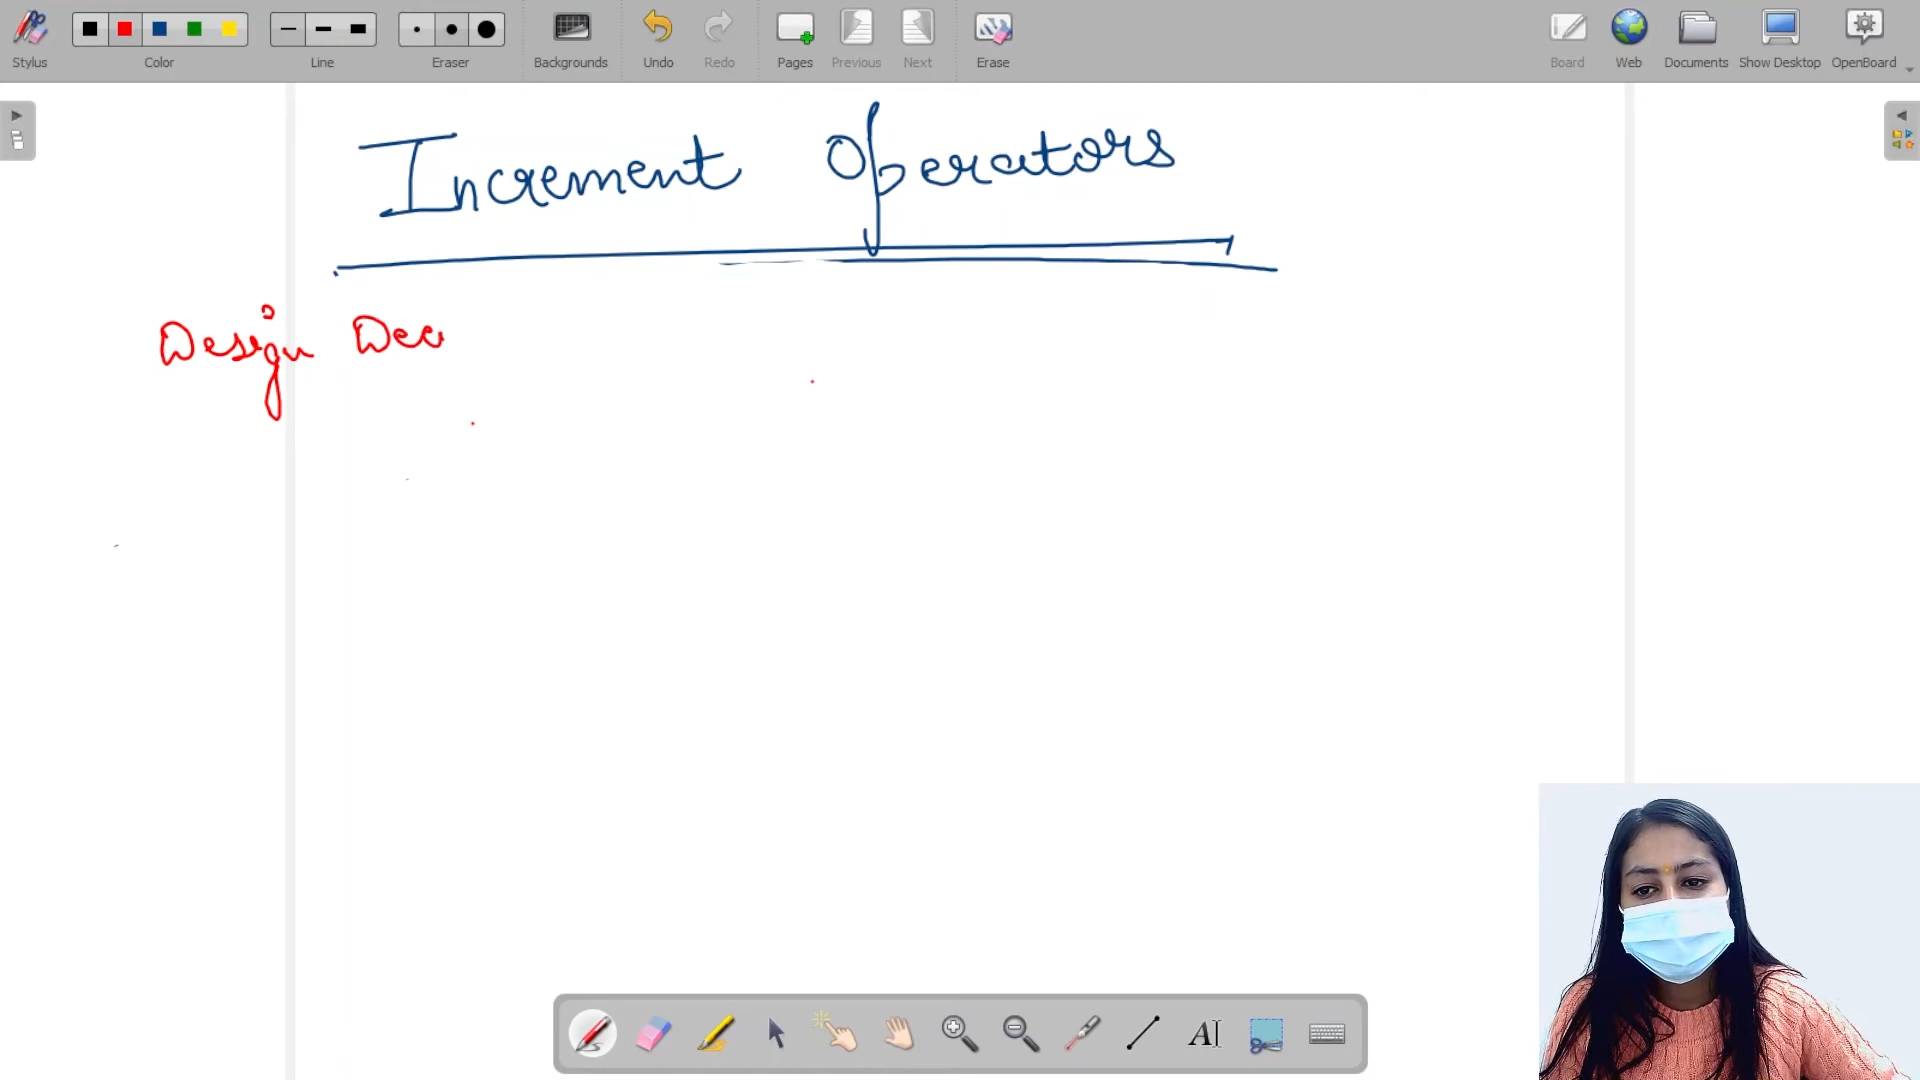 Stylus Color Line Eraser Backgrounds Undo Redo Pages Previous Next Erase Board Web Documents Show Desktop OpenBoard
Increment Operators
Design Dec
AI